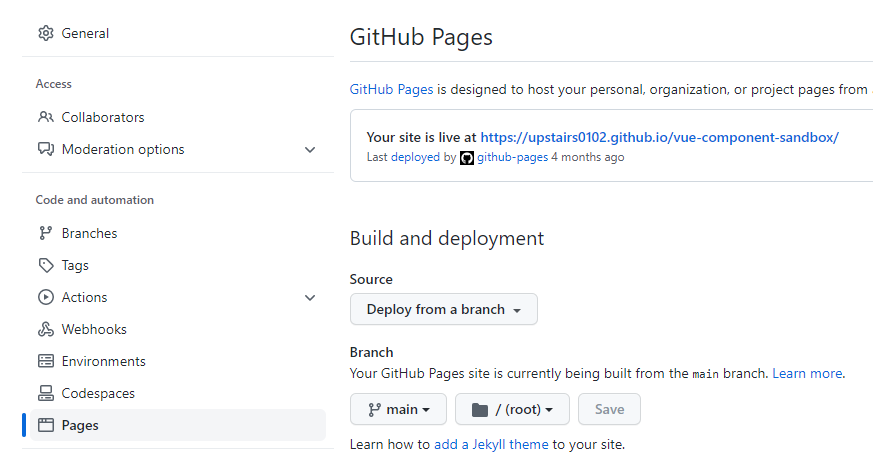 General
Access
Collaborators
Moderation options
Code and automation
Branches
Tags
Actions
Webhooks
Environments
Codespaces
Pages
GitHub Pages
GitHub Pages is designed to host your personal, organization, or project pages from
Your site is live at https://upstairs0102.github.io/vue-component-sandbox/
Last deployed by github-pages 4 months ago
Build and deployment
Source
Deploy from a branch
Branch
Your GitHub Pages site is currently being built from the main branch. Learn more.
main / (root) Save
Learn how to add a Jekyll theme to your site.